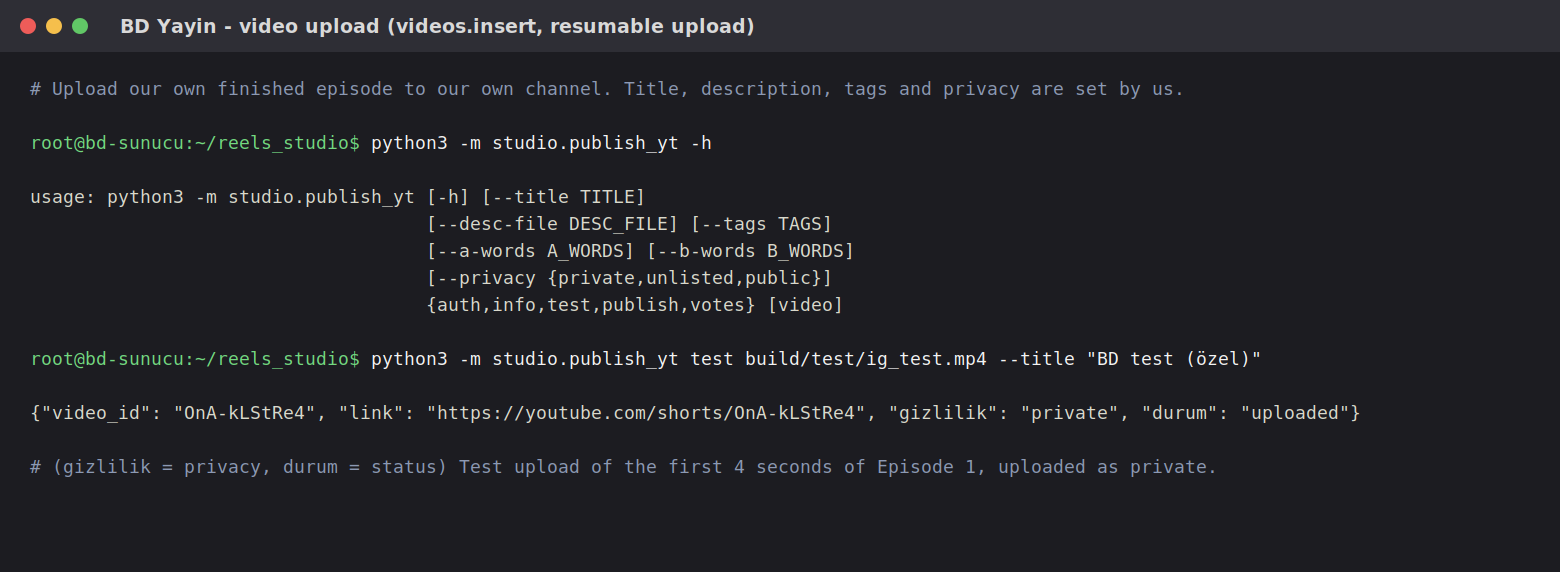 BD Yayin - video upload (videos.insert, resumable upload)
# Upload our own finished episode to our own channel. Title, description, tags and privacy are set by us.
root@bd-sunucu:~/reels_studio$ python3 -m studio.publish_yt -h
usage: python3 -m studio.publish_yt [-h] [--title TITLE]
[--desc-file DESC_FILE] [--tags TAGS]
[--a-words A_WORDS] [--b-words B_WORDS]
[--privacy {private,unlisted,public}]
{auth,info,test,publish,votes} [video]
root@bd-sunucu:~/reels_studio$ python3 -m studio.publish_yt test build/test/ig_test.mp4 --title "BD test (özel)"
{"video_id": "OnA-kLStRe4", "link": "https://youtube.com/shorts/OnA-kLStRe4", "gizlilik": "private", "durum": "uploaded"}
# (gizlilik = privacy, durum = status) Test upload of the first 4 seconds of Episode 1, uploaded as private.